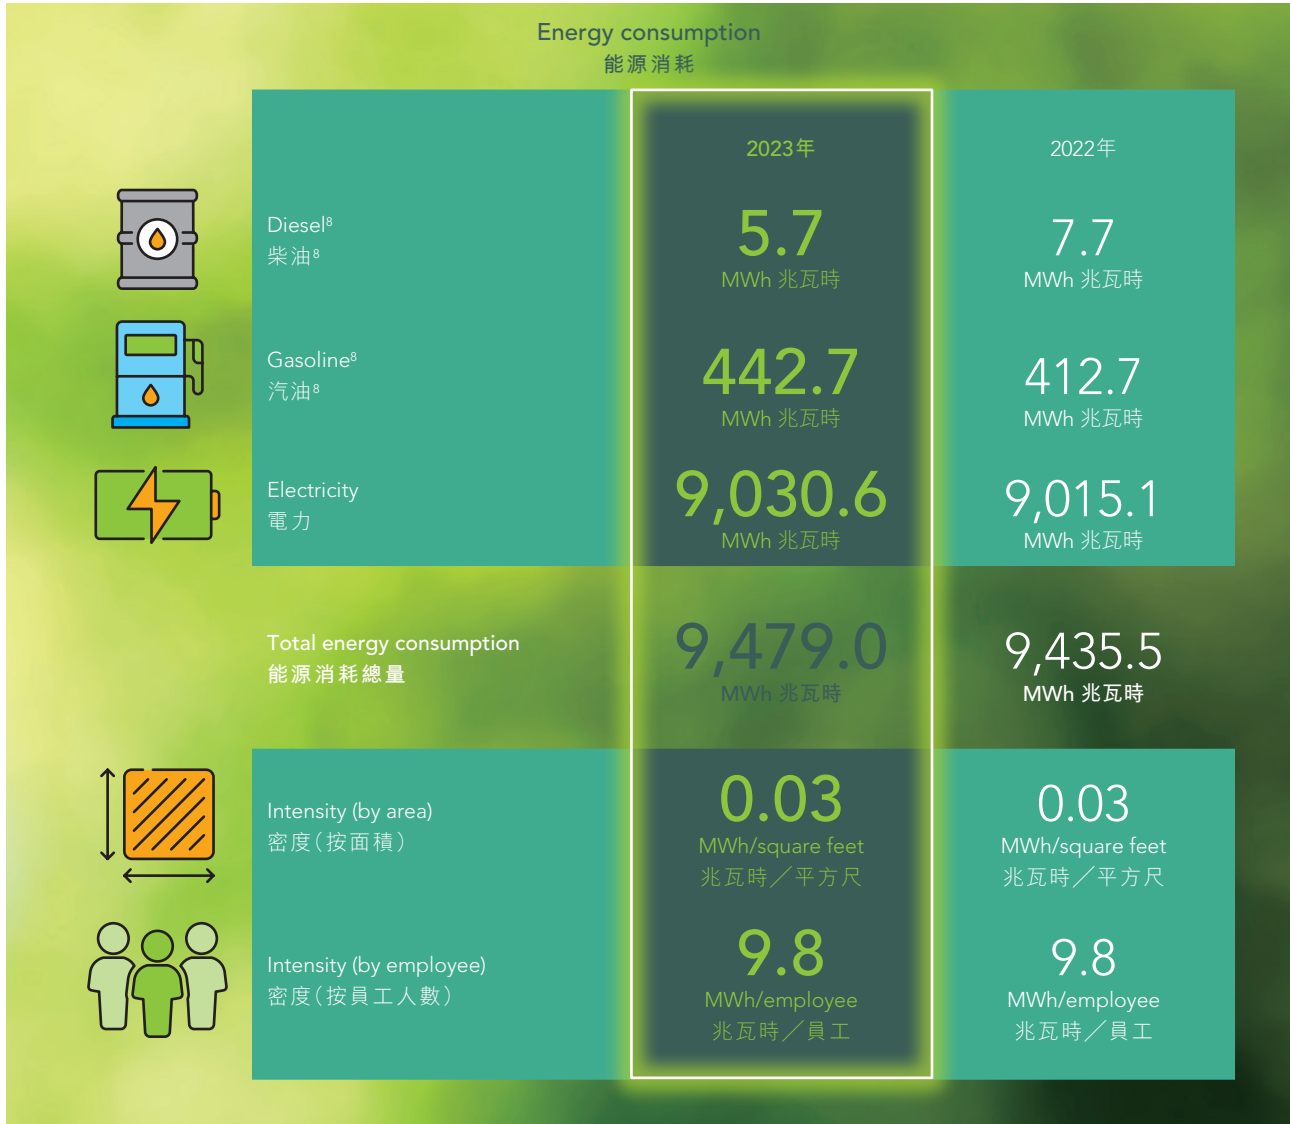 Energy consumption
能源消耗
2023年
2022年
Diesel⁸
柴油⁸
5.7
MWh 兆瓦時
7.7
MWh 兆瓦時
Gasoline⁸
汽油⁸
442.7
MWh 兆瓦時
412.7
MWh 兆瓦時
Electricity
電力
9,030.6
MWh 兆瓦時
9,015.1
MWh 兆瓦時
Total energy consumption
能源消耗總量
9,479.0
MWh 兆瓦時
9,435.5
MWh 兆瓦時
Intensity (by area)
密度(按面積)
0.03
MWh/square feet
兆瓦時／平方尺
0.03
MWh/square feet
兆瓦時／平方尺
Intensity (by employee)
密度(按員工人數)
9.8
MWh/employee
兆瓦時／員工
9.8
MWh/employee
兆瓦時／員工